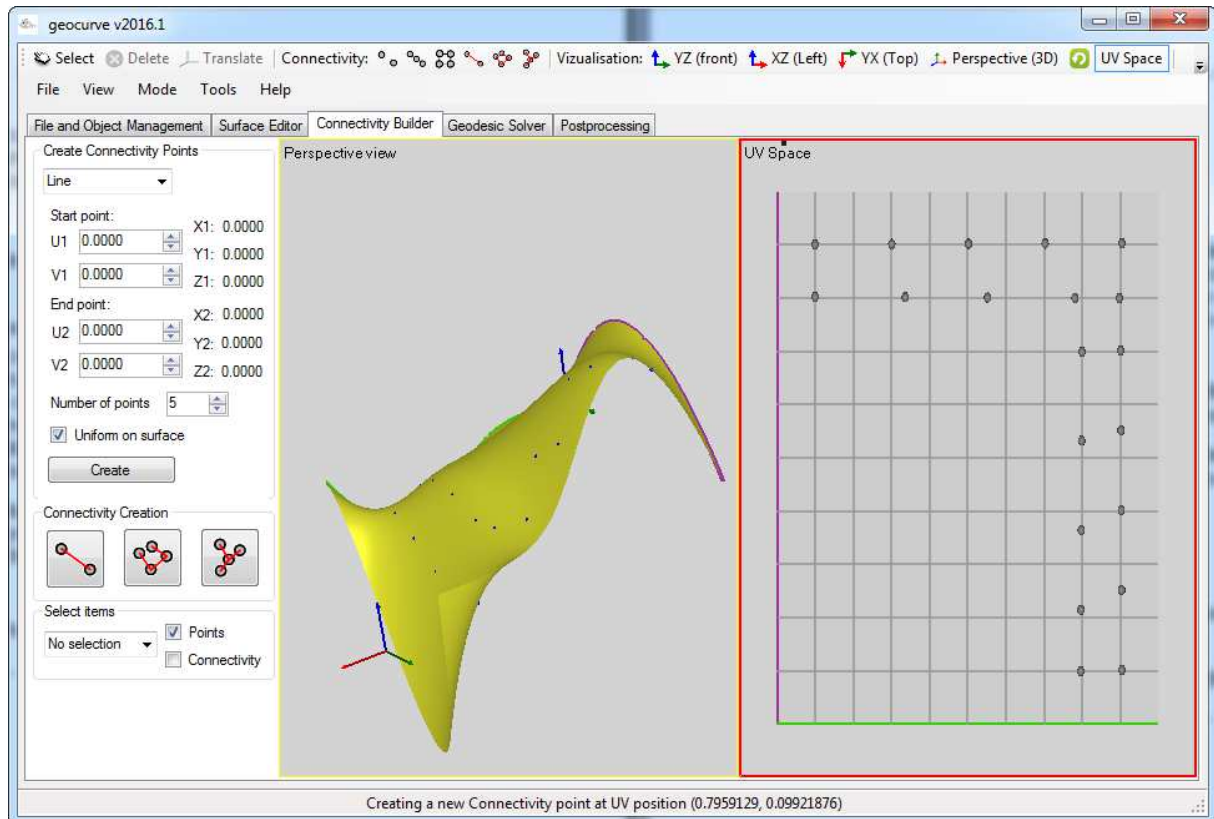 geocurve v2016.1
Select Delete Translate Connectivity: Vizualisation: YZ (front) XZ (Left) YX (Top) Perspective (3D) UV Space
File View Mode Tools Help
File and Object Management Surface Editor Connectivity Builder Geodesic Solver Postprocessing
Create Connectivity Points
Line
Start point:
U1 0.0000 X1: 0.0000
Y1: 0.0000
V1 0.0000 Z1: 0.0000
End point:
U2 0.0000 X2: 0.0000
Y2: 0.0000
V2 0.0000 Z2: 0.0000
Number of points 5
Uniform on surface
Create
Connectivity Creation
Select items
No selection Points
Connectivity
Perspective view
UV Space
Creating a new Connectivity point at UV position (0.7959129, 0.09921876)